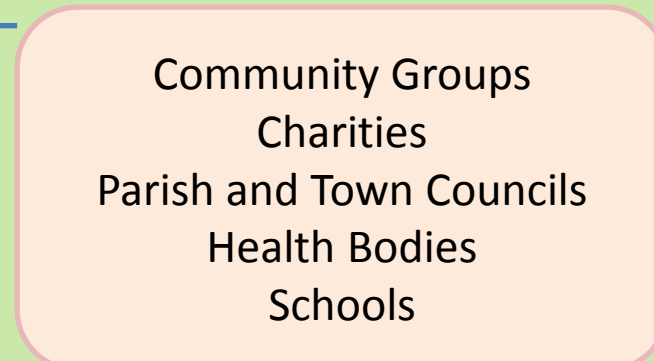 Community Groups
Charities
Parish and Town Councils
Health Bodies
Schools